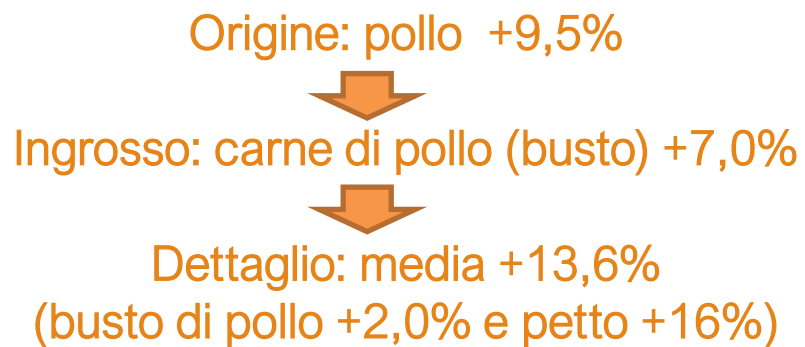 Origine: pollo +9,5%
Ingrosso: carne di pollo (busto) +7,0%
Dettaglio: media +13,6%
(busto di pollo +2,0% e petto +16%)